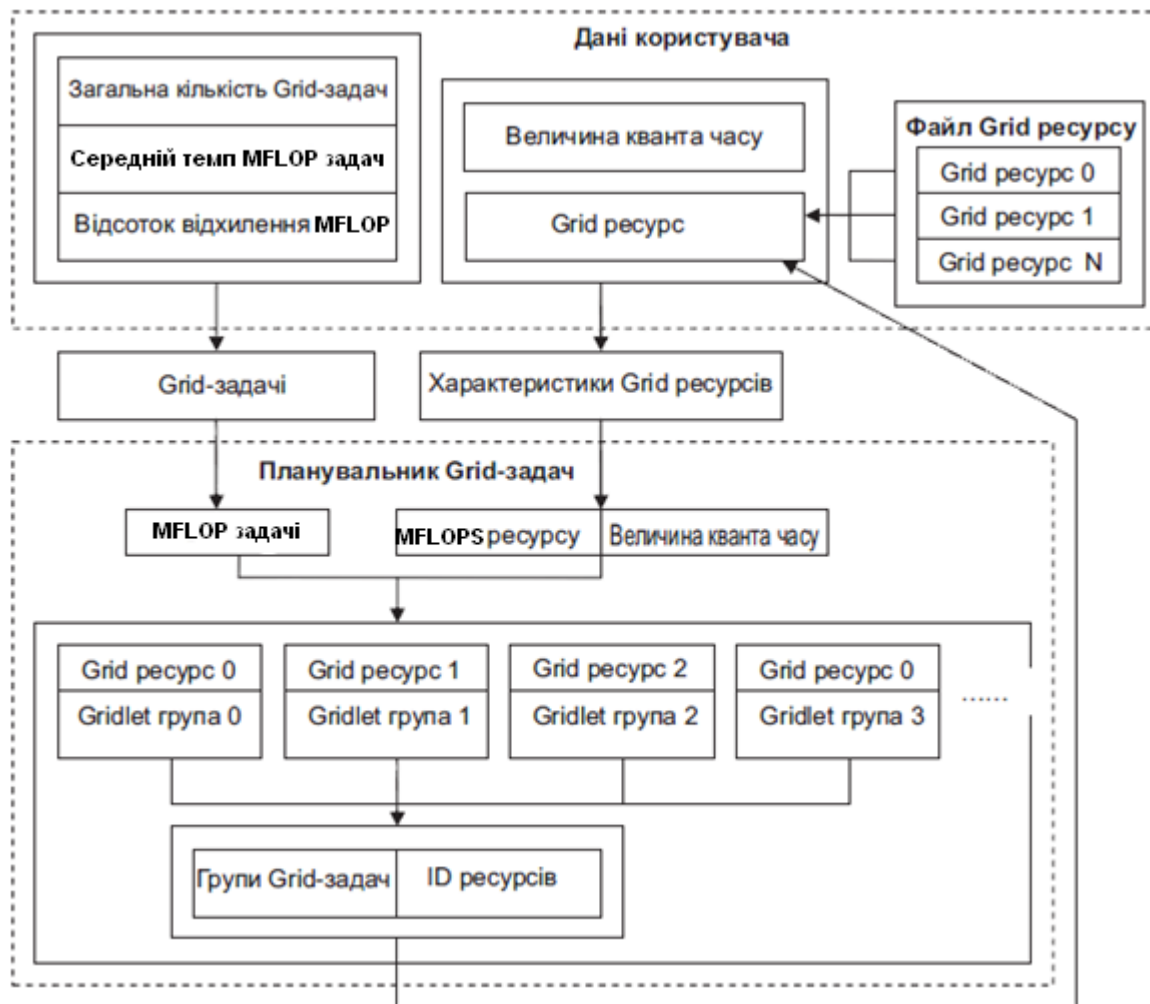 Дані користувача
Загальна кількість Grid-задач
Середній темп MFLOP задач
Відсоток відхилення MFLOP
Величина кванта часу
Grid ресурс
Файл Grid ресурсу
Grid ресурс 0
Grid ресурс 1
Grid ресурс N
Grid-задачі
Характеристики Grid ресурсів
Планувальник Grid-задач
MFLOP задачі
MFLOPS ресурсу
Величина кванта часу
Grid ресурс 0
Gridlet група 0
Grid ресурс 1
Gridlet група 1
Grid ресурс 2
Gridlet група 2
Grid ресурс 0
Gridlet група 3
......
Групи Grid-задач
ID ресурсів